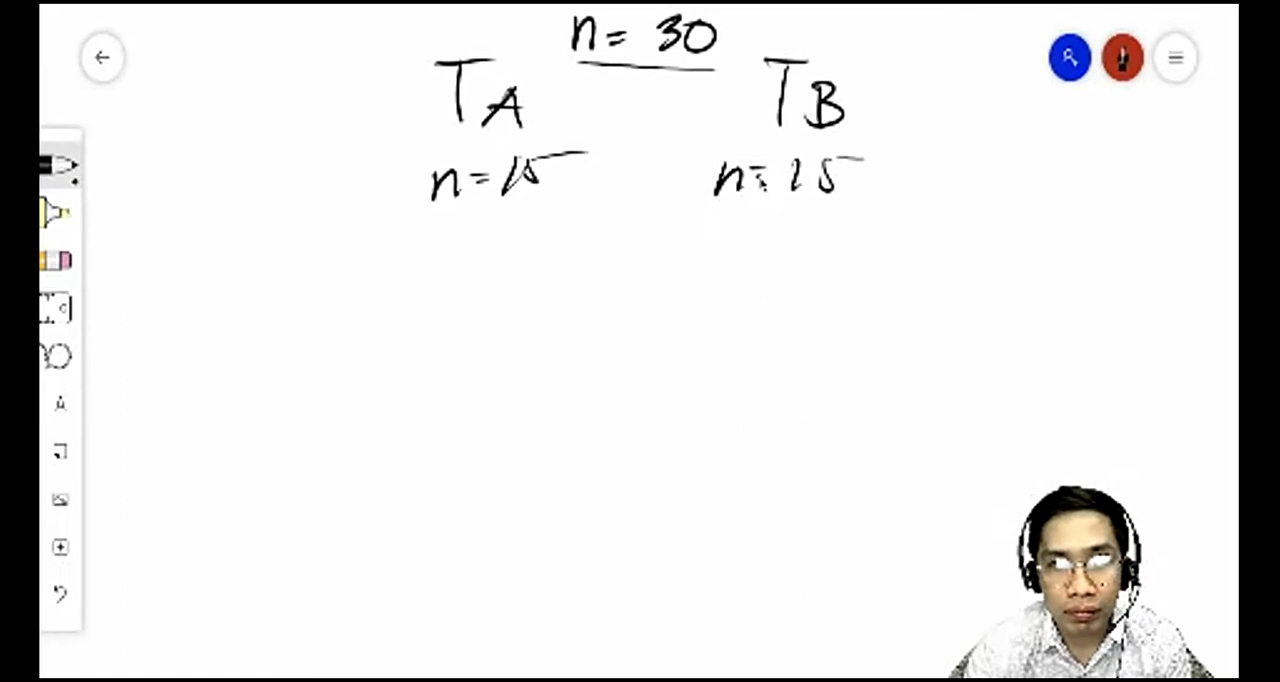 n = 30
TA TB
n = 15 n = 15
A